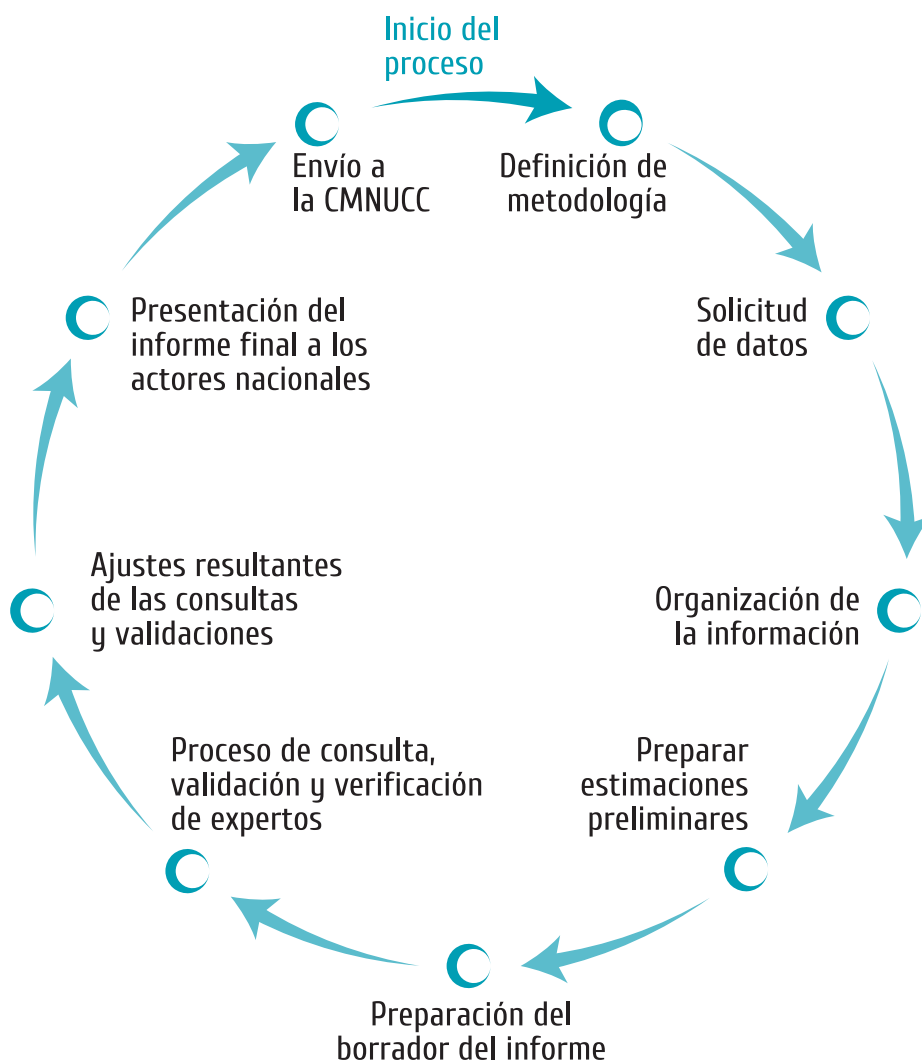 Inicio del
proceso
Envío a
la CMNUCC
Definición de
metodología
Solicitud
de datos
Organización de
la información
Preparar
estimaciones
preliminares
Preparación del
borrador del informe
Proceso de consulta,
validación y verificación
de expertos
Ajustes resultantes
de las consultas
y validaciones
Presentación del
informe final a los
actores nacionales